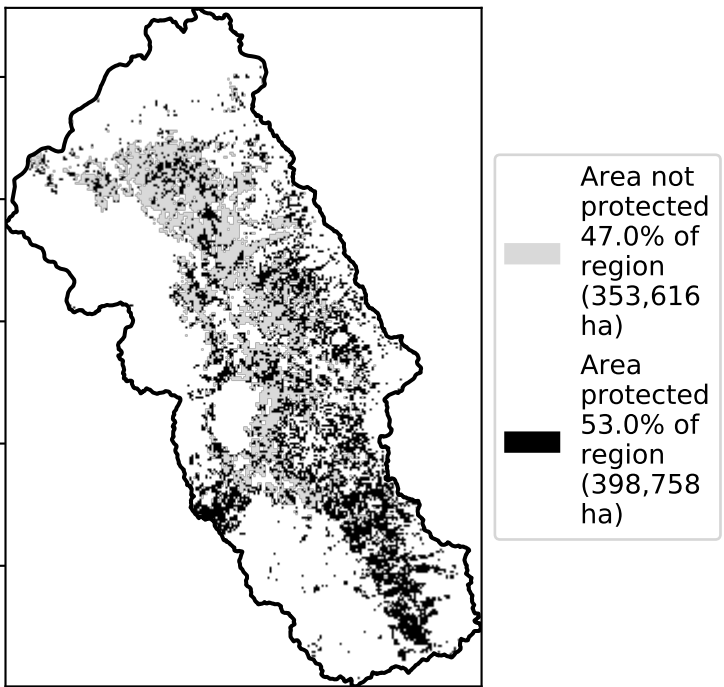 Area not
protected
47.0% of
region
(353,616
ha)
Area
protected
53.0% of
region
(398,758
ha)